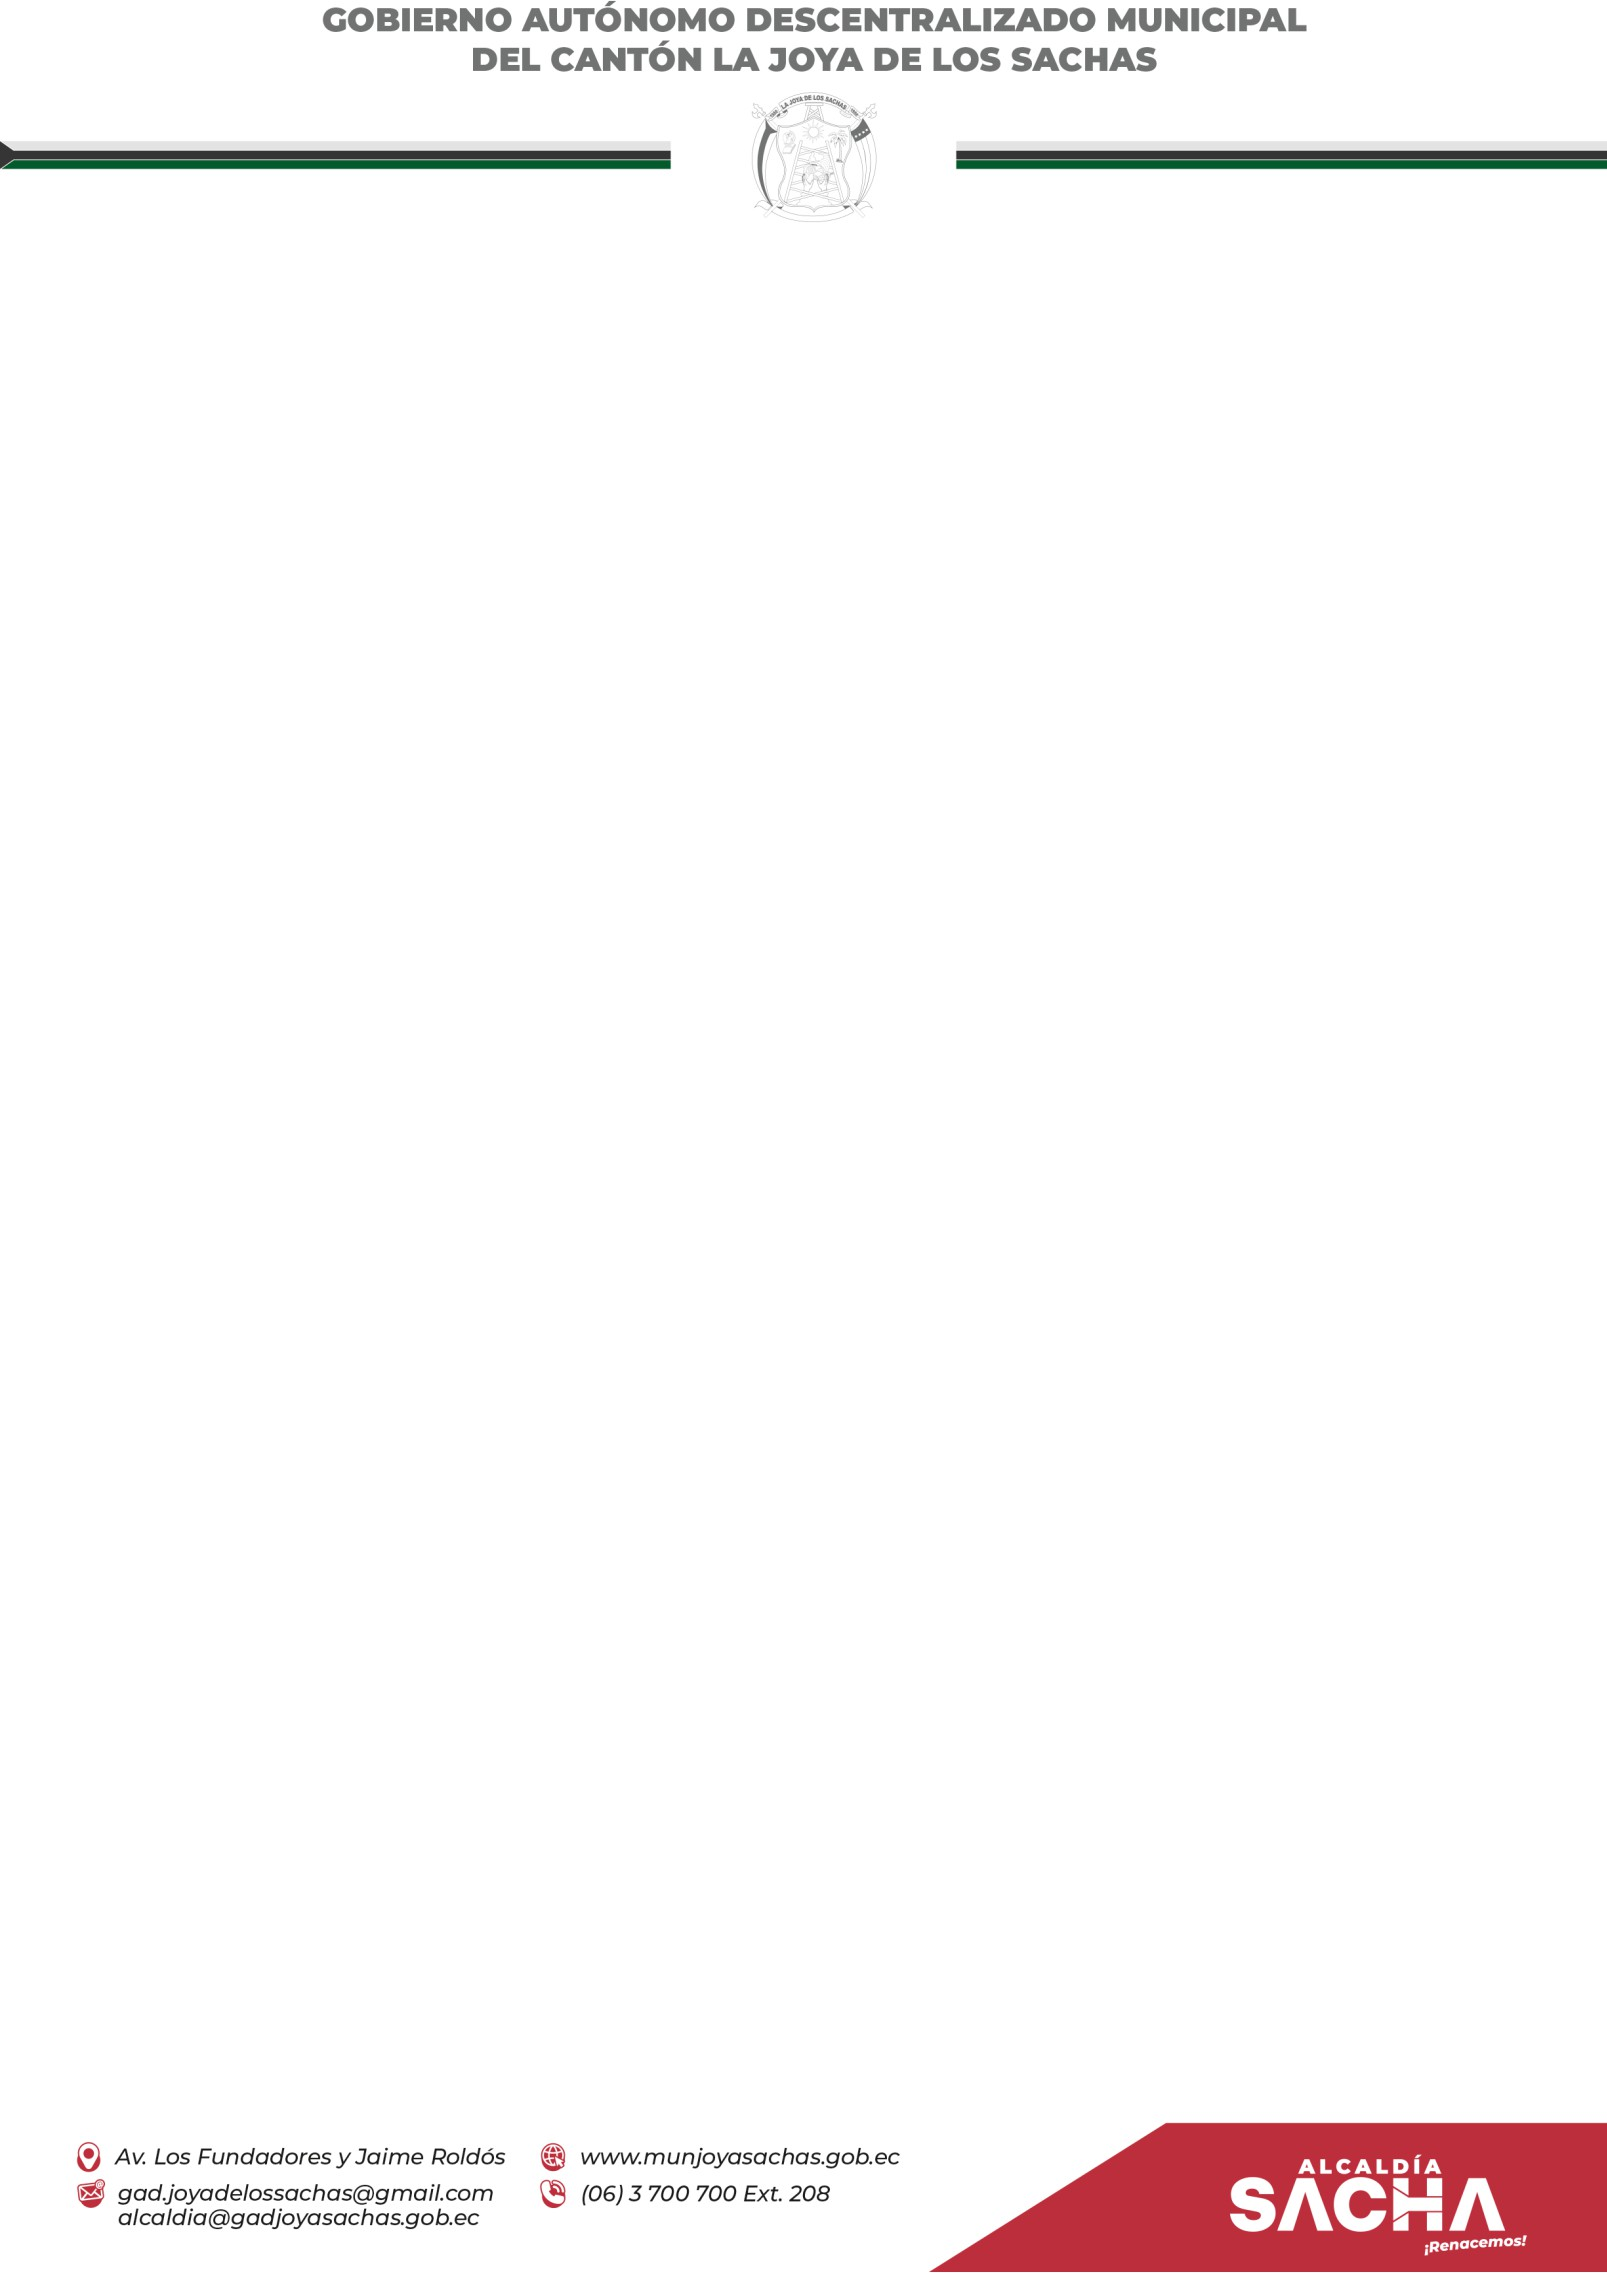 GOBIERNO AUTÓNOMO DESCENTRALIZADO MUNICIPAL
DEL CANTÓN LA JOYA DE LOS SACHAS
LA JOYA DE LOS SACHAS
Av. Los Fundadores y Jaime Roldós
gad.joyadelossachas@gmail.com
alcaldia@gadjoyasachas.gob.ec
www.munjoyasachas.gob.ec
(06) 3 700 700 Ext. 208
ALCALDÍA
SACHA
¡Renacemos!